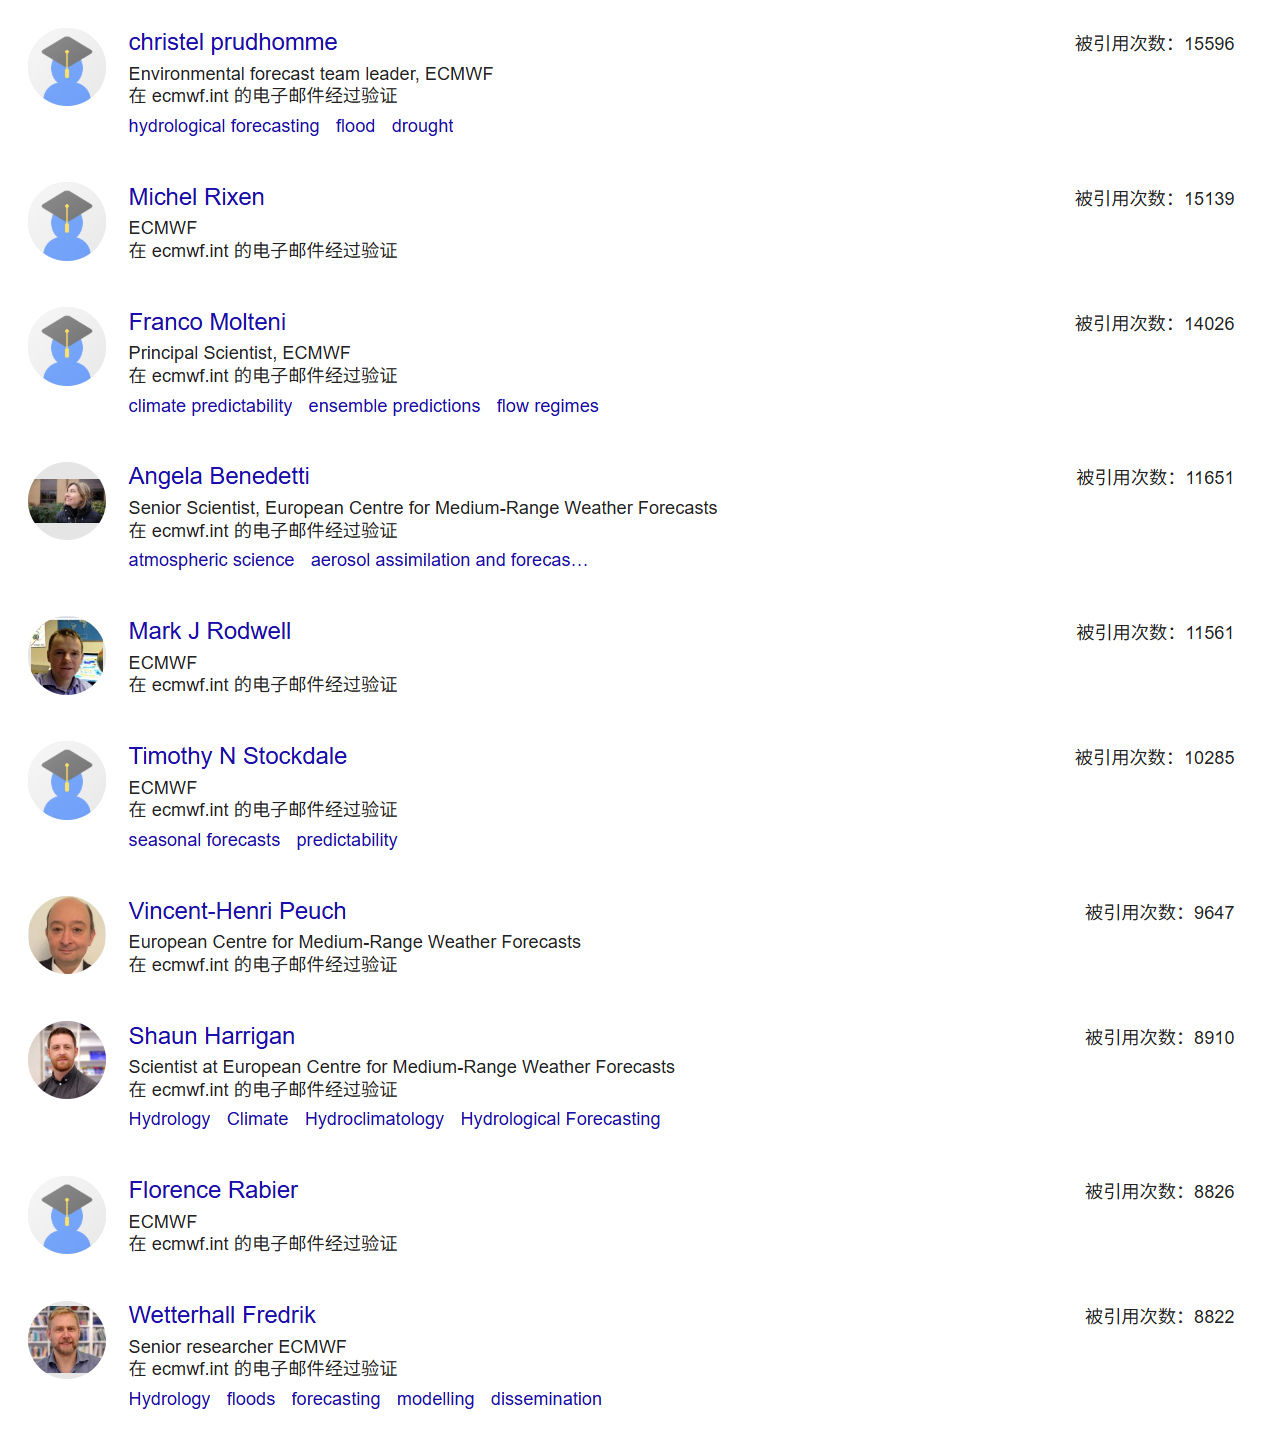 christel prudhomme
被引用次数：15596
Environmental forecast team leader, ECMWF
在 ecmwf.int 的电子邮件经过验证
hydrological forecasting flood drought
Michel Rixen
被引用次数：15139
ECMWF
在 ecmwf.int 的电子邮件经过验证
Franco Molteni
被引用次数：14026
Principal Scientist, ECMWF
在 ecmwf.int 的电子邮件经过验证
climate predictability ensemble predictions flow regimes
Angela Benedetti
被引用次数：11651
Senior Scientist, European Centre for Medium-Range Weather Forecasts
在 ecmwf.int 的电子邮件经过验证
atmospheric science aerosol assimilation and forecas…
Mark J Rodwell
被引用次数：11561
ECMWF
在 ecmwf.int 的电子邮件经过验证
Timothy N Stockdale
被引用次数：10285
ECMWF
在 ecmwf.int 的电子邮件经过验证
seasonal forecasts predictability
Vincent-Henri Peuch
被引用次数：9647
European Centre for Medium-Range Weather Forecasts
在 ecmwf.int 的电子邮件经过验证
Shaun Harrigan
被引用次数：8910
Scientist at European Centre for Medium-Range Weather Forecasts
在 ecmwf.int 的电子邮件经过验证
Hydrology Climate Hydroclimatology Hydrological Forecasting
Florence Rabier
被引用次数：8826
ECMWF
在 ecmwf.int 的电子邮件经过验证
Wetterhall Fredrik
被引用次数：8822
Senior researcher ECMWF
在 ecmwf.int 的电子邮件经过验证
Hydrology floods forecasting modelling dissemination